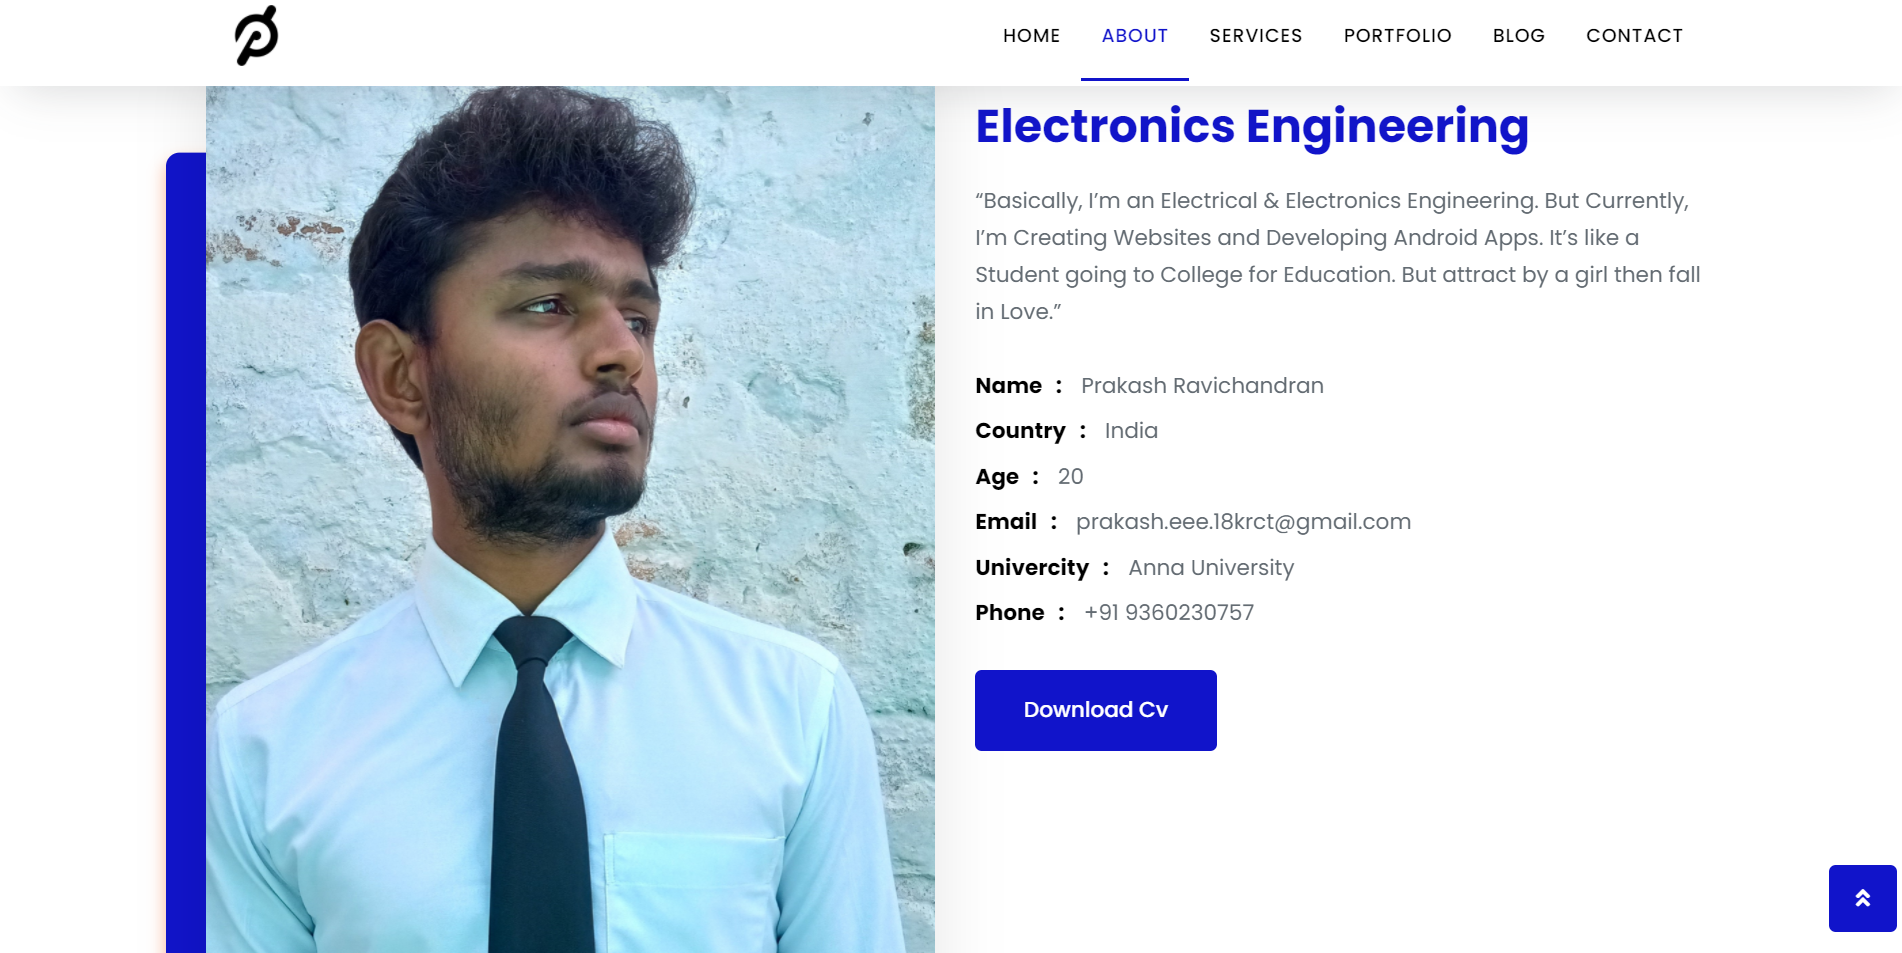 HOME ABOUT SERVICES PORTFOLIO BLOG CONTACT
Electronics Engineering
“Basically, I’m an Electrical & Electronics Engineering. But Currently,
I’m Creating Websites and Developing Android Apps. It’s like a
Student going to College for Education. But attract by a girl then fall
in Love.”
Name : Prakash Ravichandran
Country : India
Age : 20
Email : prakash.eee.18krct@gmail.com
Univercity : Anna University
Phone : +91 9360230757
Download Cv